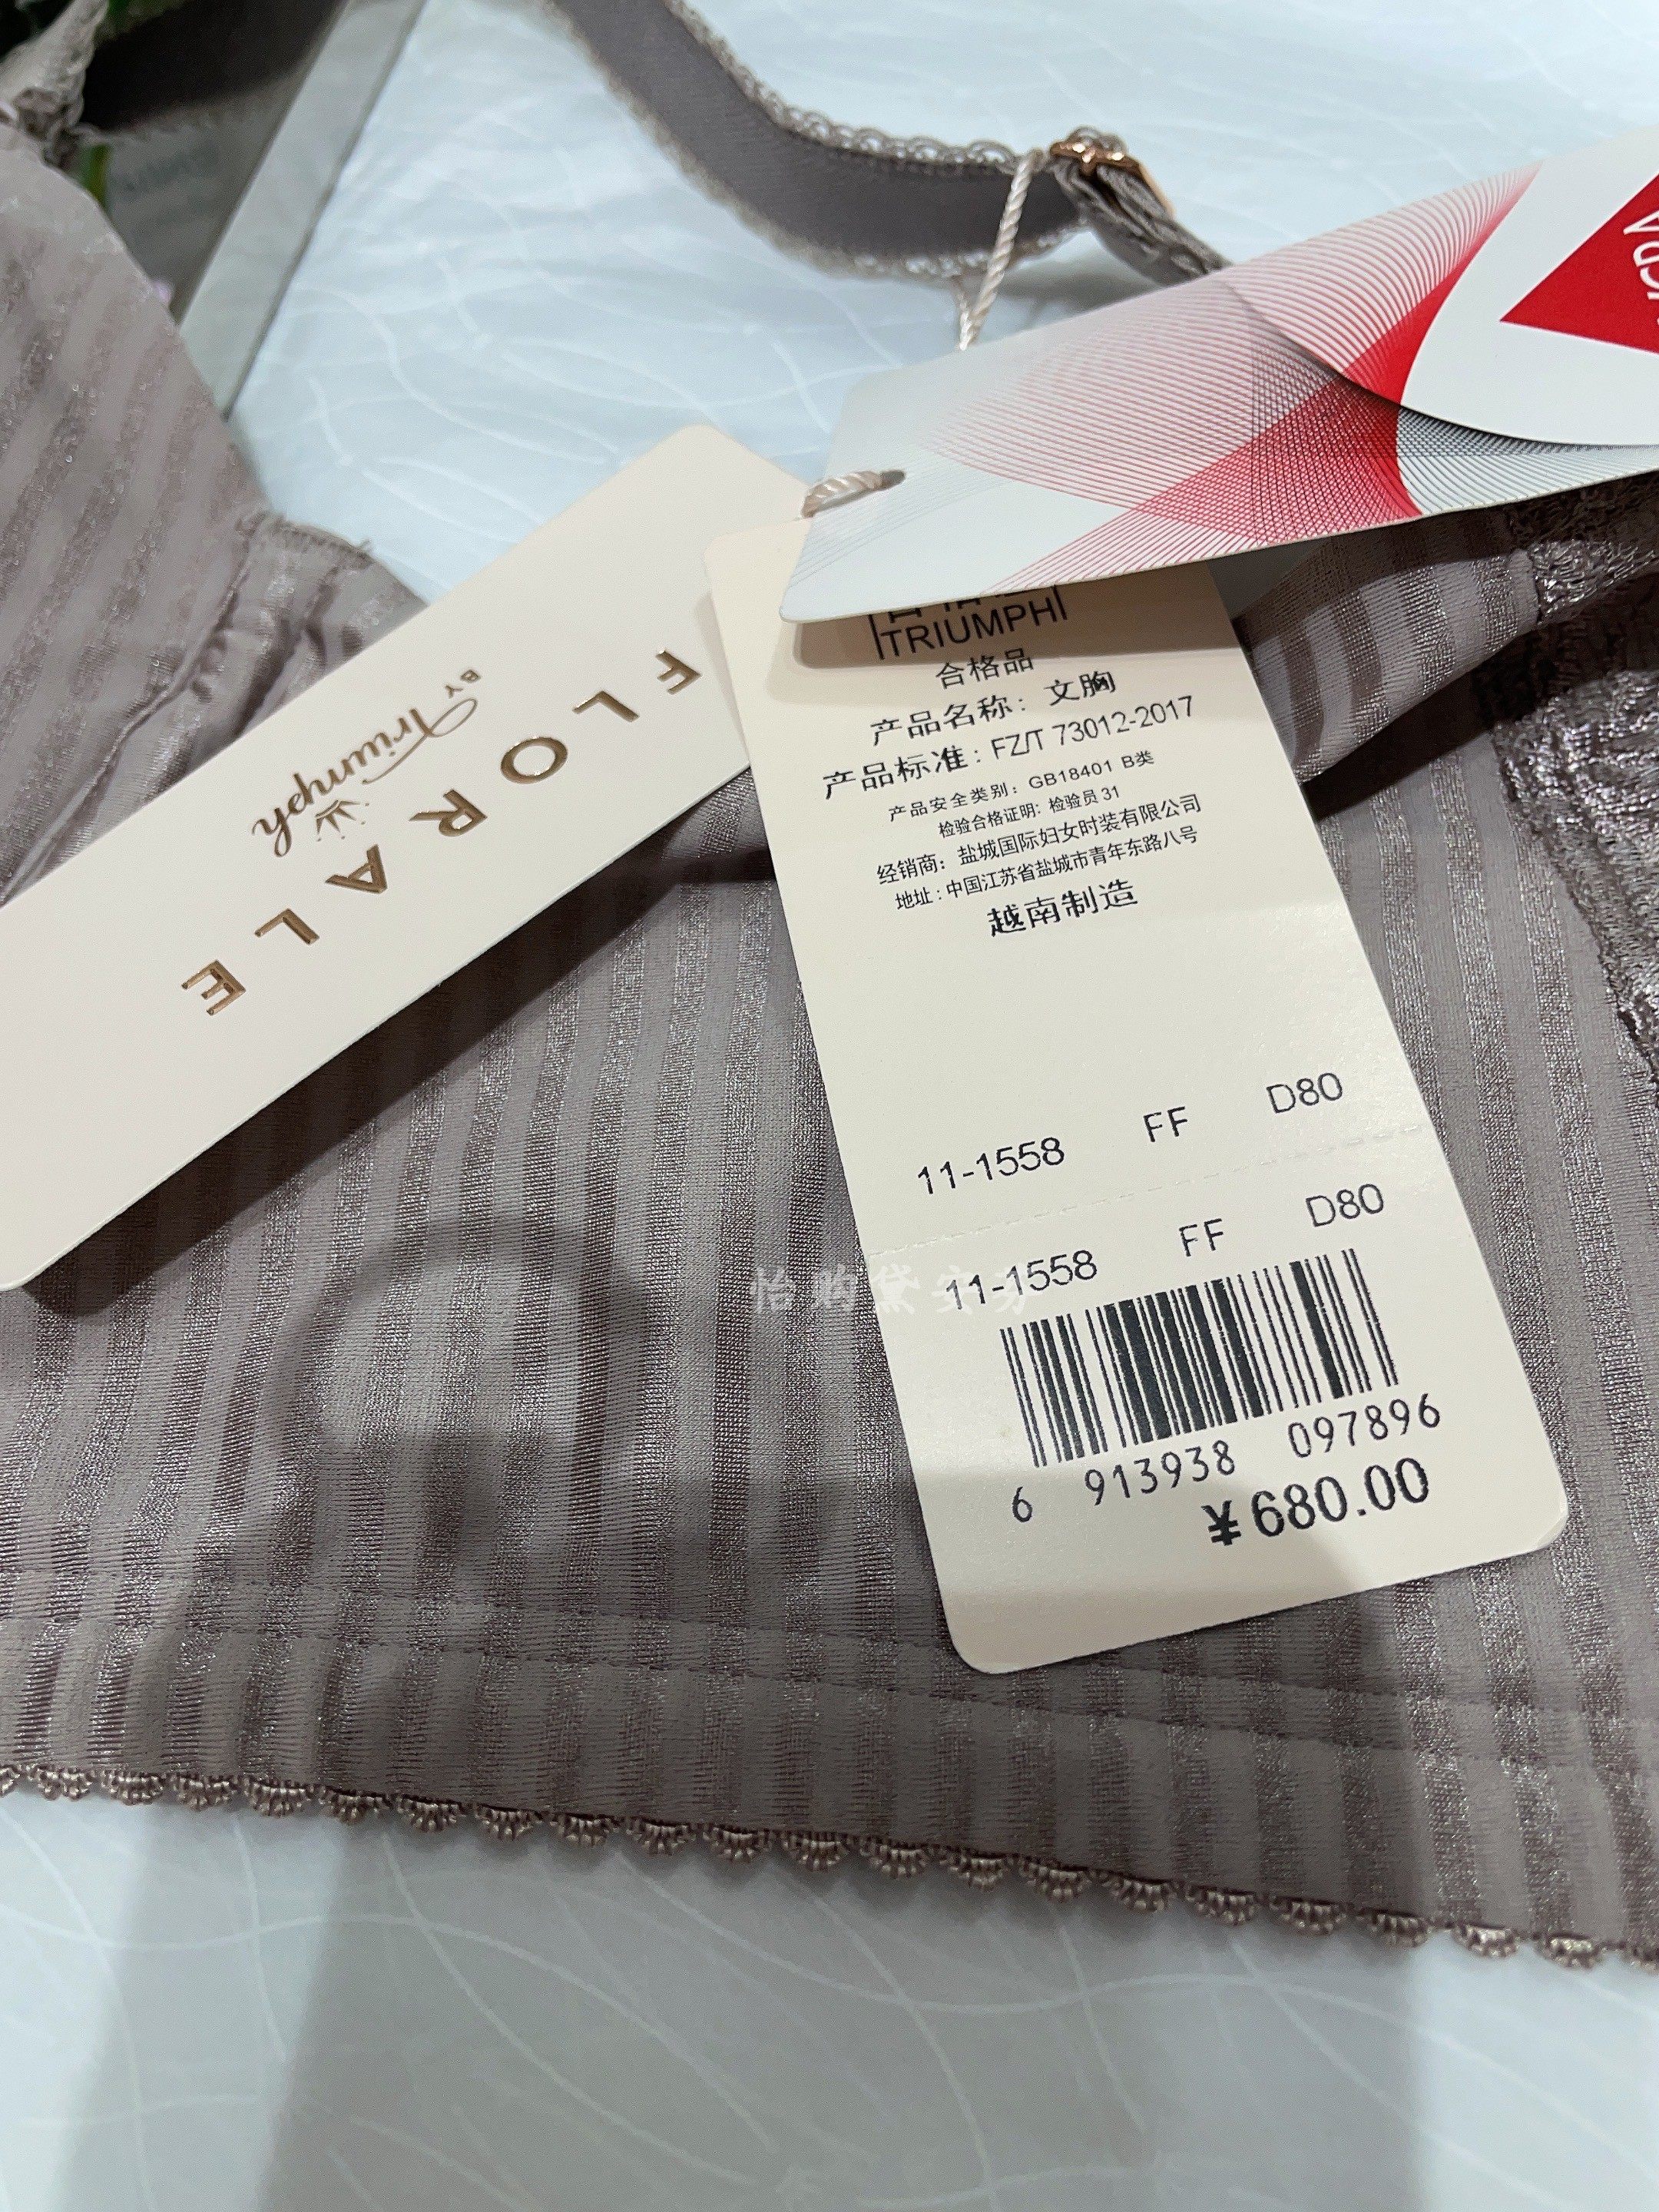 FLORALE
BY
Triumph
TRIUMPH
合格品
产品名称: 文胸
产品标准: FZ/T 73012-2017
产品安全类别: GB18401 B类
检验合格证明: 检验员31
经销商: 盐城国际妇女时装有限公司
地址: 中国江苏省盐城市青年东路八号
越南制造
11-1558 FF D80
11-1558 FF D80
6 913938 097896
¥680.00
怡购黛安芬